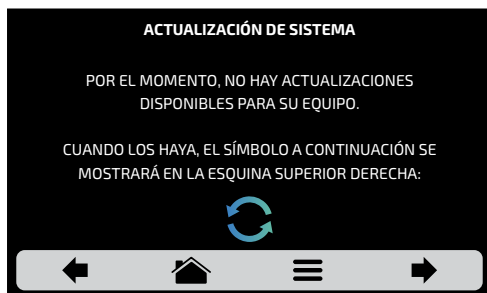 ACTUALIZACIÓN DE SISTEMA
POR EL MOMENTO, NO HAY ACTUALIZACIONES
DISPONIBLES PARA SU EQUIPO.
CUANDO LOS HAYA, EL SÍMBOLO A CONTINUACIÓN SE
MOSTRARÁ EN LA ESQUINA SUPERIOR DERECHA: